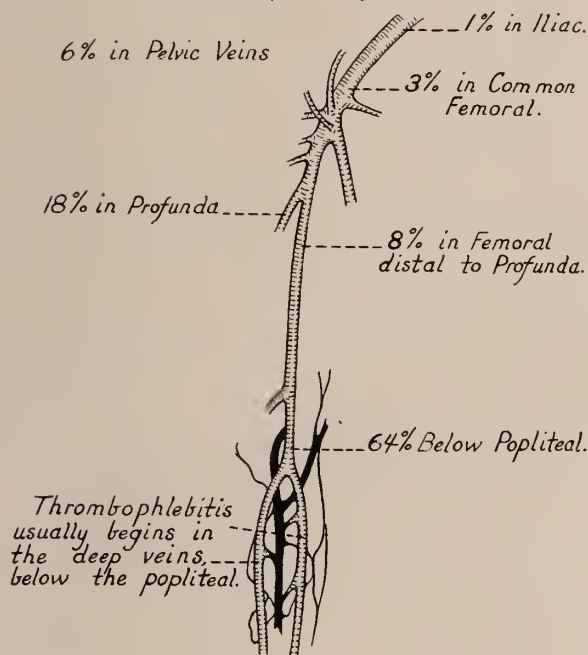 1% in Iliac.
6% in Pelvic Veins
3% in Common
Femoral.
18% in Profunda
8% in Femoral
distal to Profunda.
64% Below Popliteal.
Thrombophlebitis
usually begins in
the deep veins,
below the popliteal.